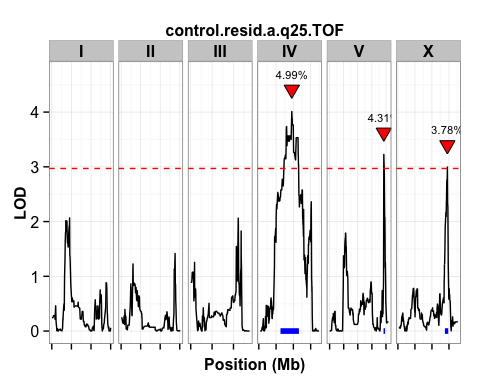 control.resid.a.q25.TOF
I II III IV V X
4.99%
4.31
3.78%
4
3
2
1
0
LOD
Position (Mb)